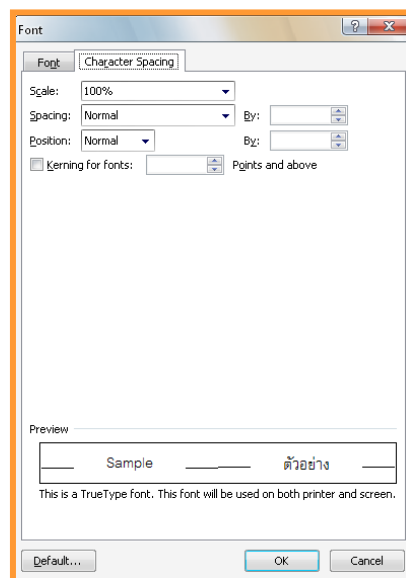 Font
Font Character Spacing
Scale: 100%
Spacing: Normal By:
Position: Normal By:
Kerning for fonts: Points and above
Preview
Sample ตัวอย่าง
This is a TrueType font. This font will be used on both printer and screen.
Default... OK Cancel